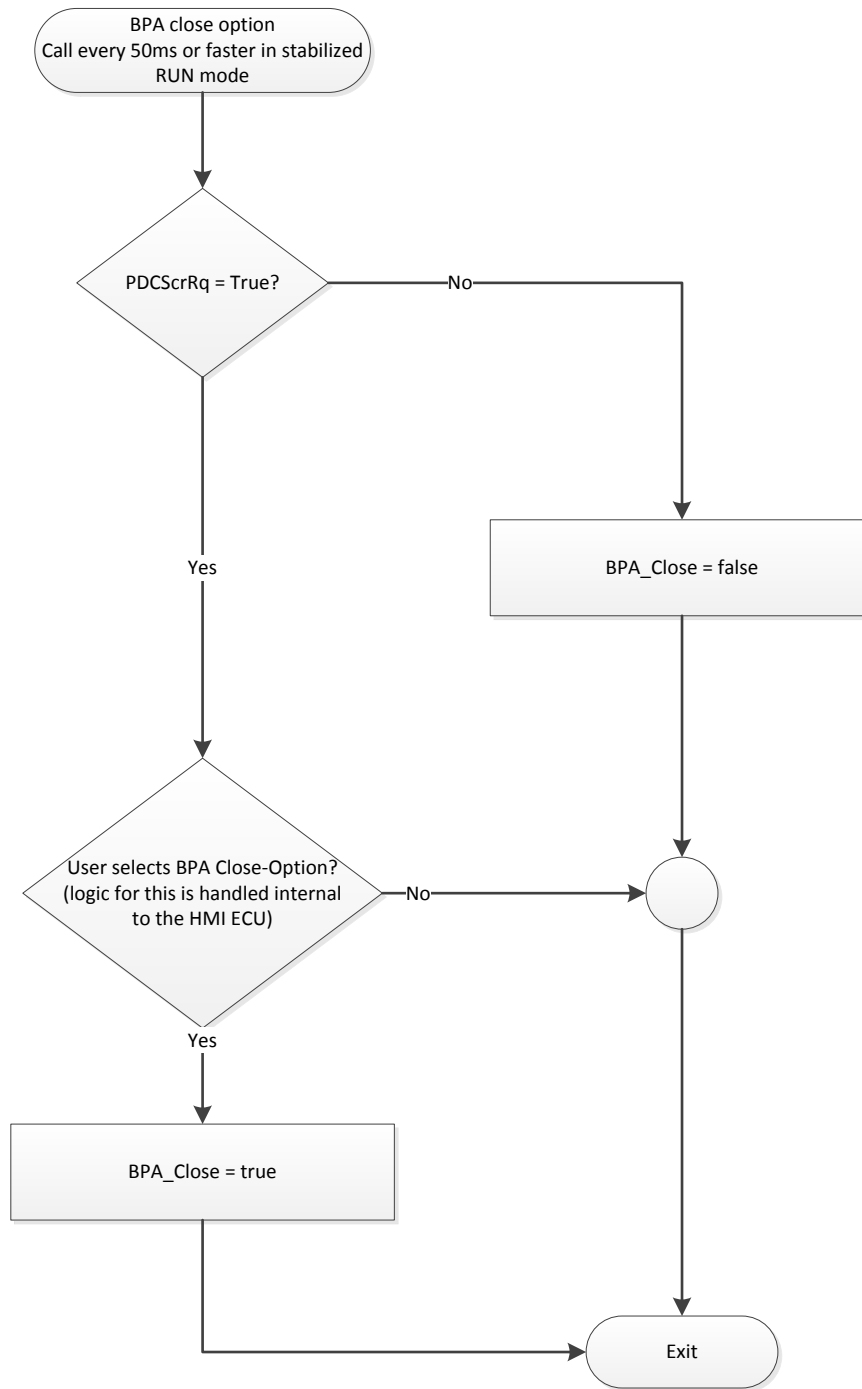 BPA close option
Call every 50ms or faster in stabilized
RUN mode
PDCScrRq = True?
No
Yes
BPA_Close = false
User selects BPA Close-Option?
(logic for this is handled internal
to the HMI ECU)
No
Yes
BPA_Close = true
Exit